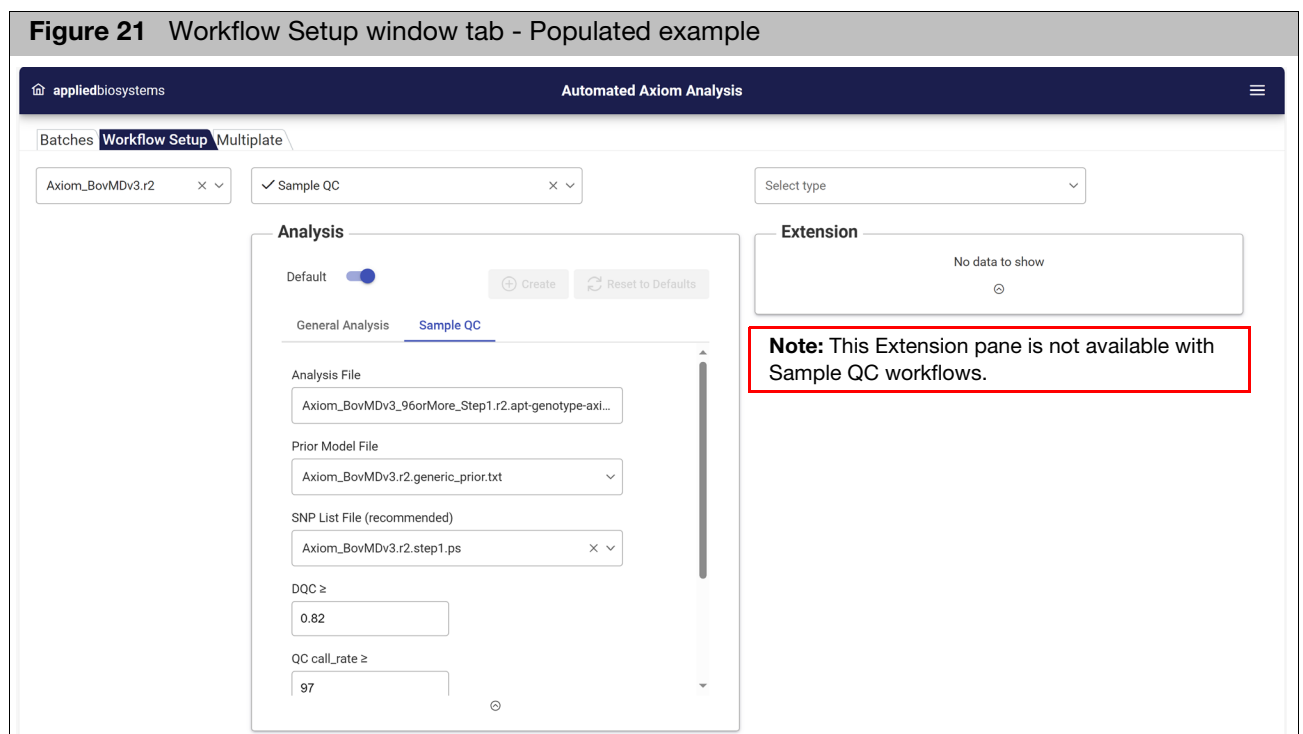 Figure 21 Workflow Setup window tab - Populated example
appliedbiosystems
Automated Axiom Analysis
Batches Workflow Setup Multiplate
Axiom_BovMDv3.r2
Sample QC
Select type
Analysis
Default
Create
Reset to Defaults
General Analysis
Sample QC
Analysis File
Axiom_BovMDv3_96orMore_Step1.r2.apt-genotype-axi...
Prior Model File
Axiom_BovMDv3.r2.generic_prior.txt
SNP List File (recommended)
Axiom_BovMDv3.r2.step1.ps
DQC ≥
0.82
QC call_rate ≥
97
Extension
No data to show
Note: This Extension pane is not available with
Sample QC workflows.